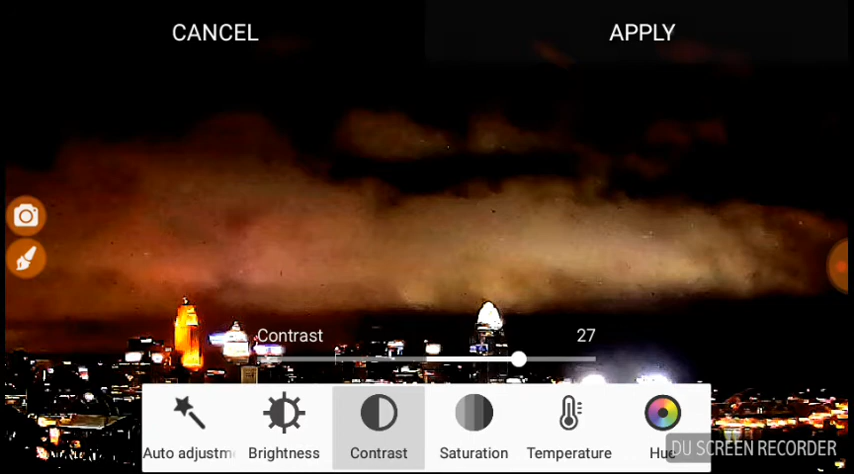 CANCEL
APPLY
Contrast
27
Auto adjustm
Brightness
Contrast
Saturation
Temperature
Hue
DU SCREEN RECORDER